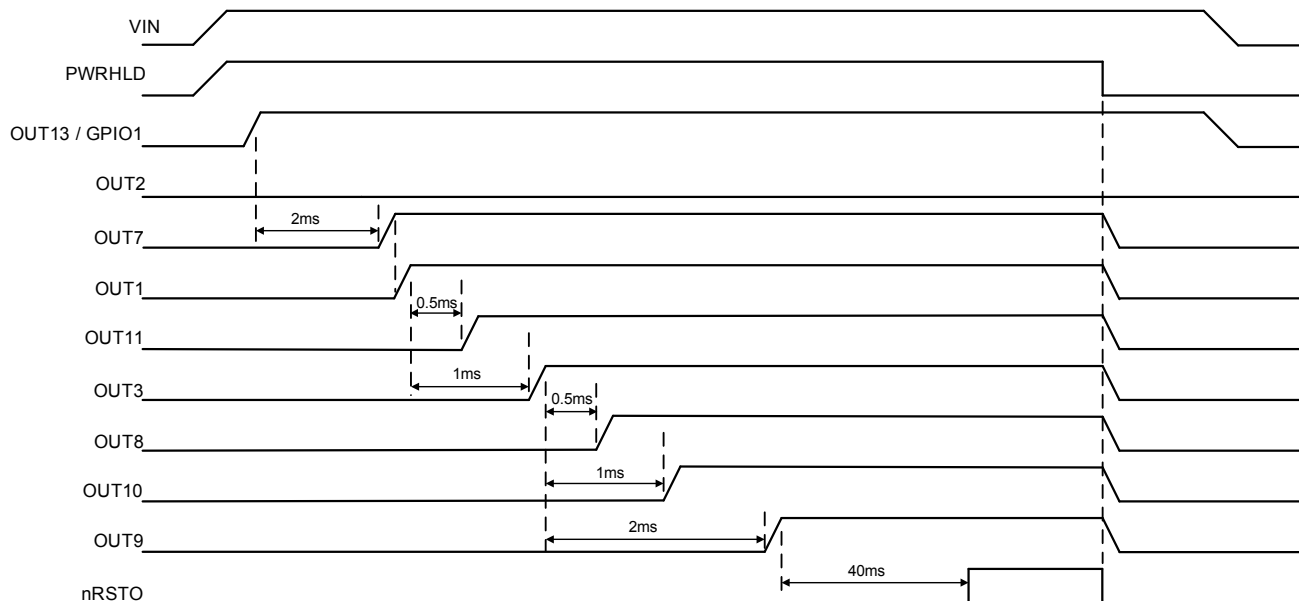 VIN
PWRHLD
OUT13 / GPIO1
OUT2
2ms
OUT7
OUT1
0.5ms
OUT11
1ms
OUT3
0.5ms
OUT8
1ms
OUT10
2ms
OUT9
40ms
nRSTO